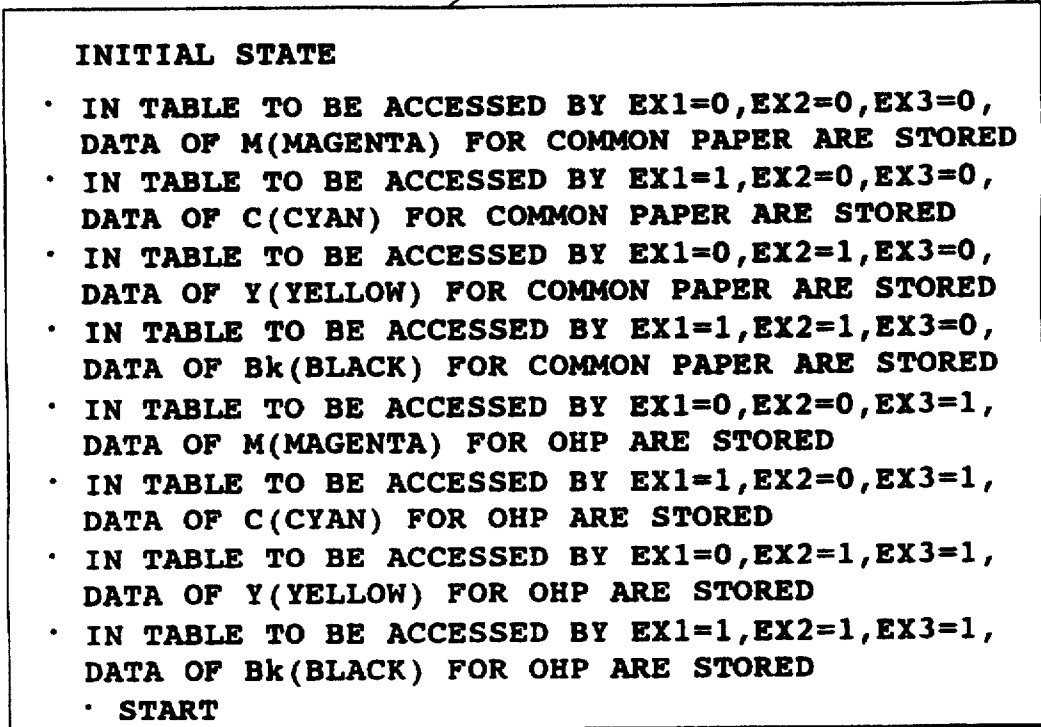 INITIAL STATE
· IN TABLE TO BE ACCESSED BY EX1=0,EX2=0,EX3=0,
DATA OF M(MAGENTA) FOR COMMON PAPER ARE STORED
· IN TABLE TO BE ACCESSED BY EX1=1,EX2=0,EX3=0,
DATA OF C(CYAN) FOR COMMON PAPER ARE STORED
· IN TABLE TO BE ACCESSED BY EX1=0,EX2=1,EX3=0,
DATA OF Y(YELLOW) FOR COMMON PAPER ARE STORED
· IN TABLE TO BE ACCESSED BY EX1=1,EX2=1,EX3=0,
DATA OF Bk(BLACK) FOR COMMON PAPER ARE STORED
· IN TABLE TO BE ACCESSED BY EX1=0,EX2=0,EX3=1,
DATA OF M(MAGENTA) FOR OHP ARE STORED
· IN TABLE TO BE ACCESSED BY EX1=1,EX2=0,EX3=1,
DATA OF C(CYAN) FOR OHP ARE STORED
· IN TABLE TO BE ACCESSED BY EX1=0,EX2=1,EX3=1,
DATA OF Y(YELLOW) FOR OHP ARE STORED
· IN TABLE TO BE ACCESSED BY EX1=1,EX2=1,EX3=1,
DATA OF Bk(BLACK) FOR OHP ARE STORED
· START